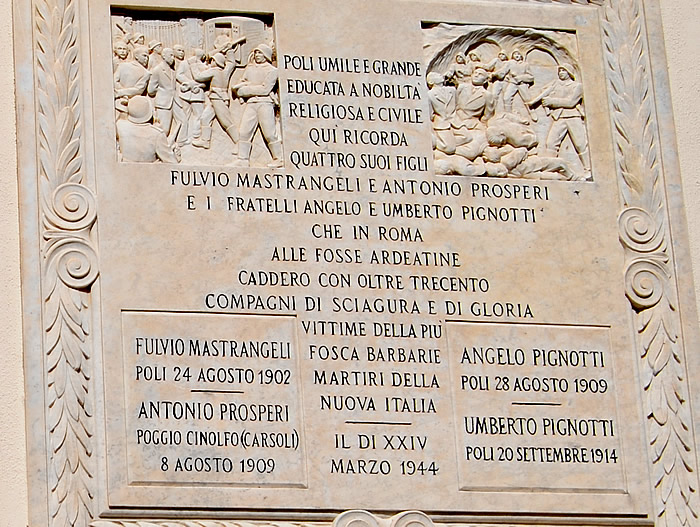 POLI UMILE E GRANDE
EDUCATA A NOBILTA'
RELIGIOSA E CIVILE
QUI RICORDA
QUATTRO SUOI FIGLI
FULVIO MASTRANGELI E ANTONIO PROSPERI
E I FRATELLI ANGELO E UMBERTO PIGNOTTI
CHE IN ROMA
ALLE FOSSE ARDEATINE
CADDERO CON OLTRE TRECENTO
COMPAGNI DI SCIAGURA E DI GLORIA
VITTIME DELLA PIÙ
FOSCA BARBARIE
MARTIRI DELLA
NUOVA ITALIA
IL DI XXIV
MARZO 1944
FULVIO MASTRANGELI
POLI 24 AGOSTO 1902
ANTONIO PROSPERI
POGGIO CINOLFO (CARSOLI)
8 AGOSTO 1909
ANGELO PIGNOTTI
POLI 28 AGOSTO 1909
UMBERTO PIGNOTTI
POLI 20 SETTEMBRE 1914